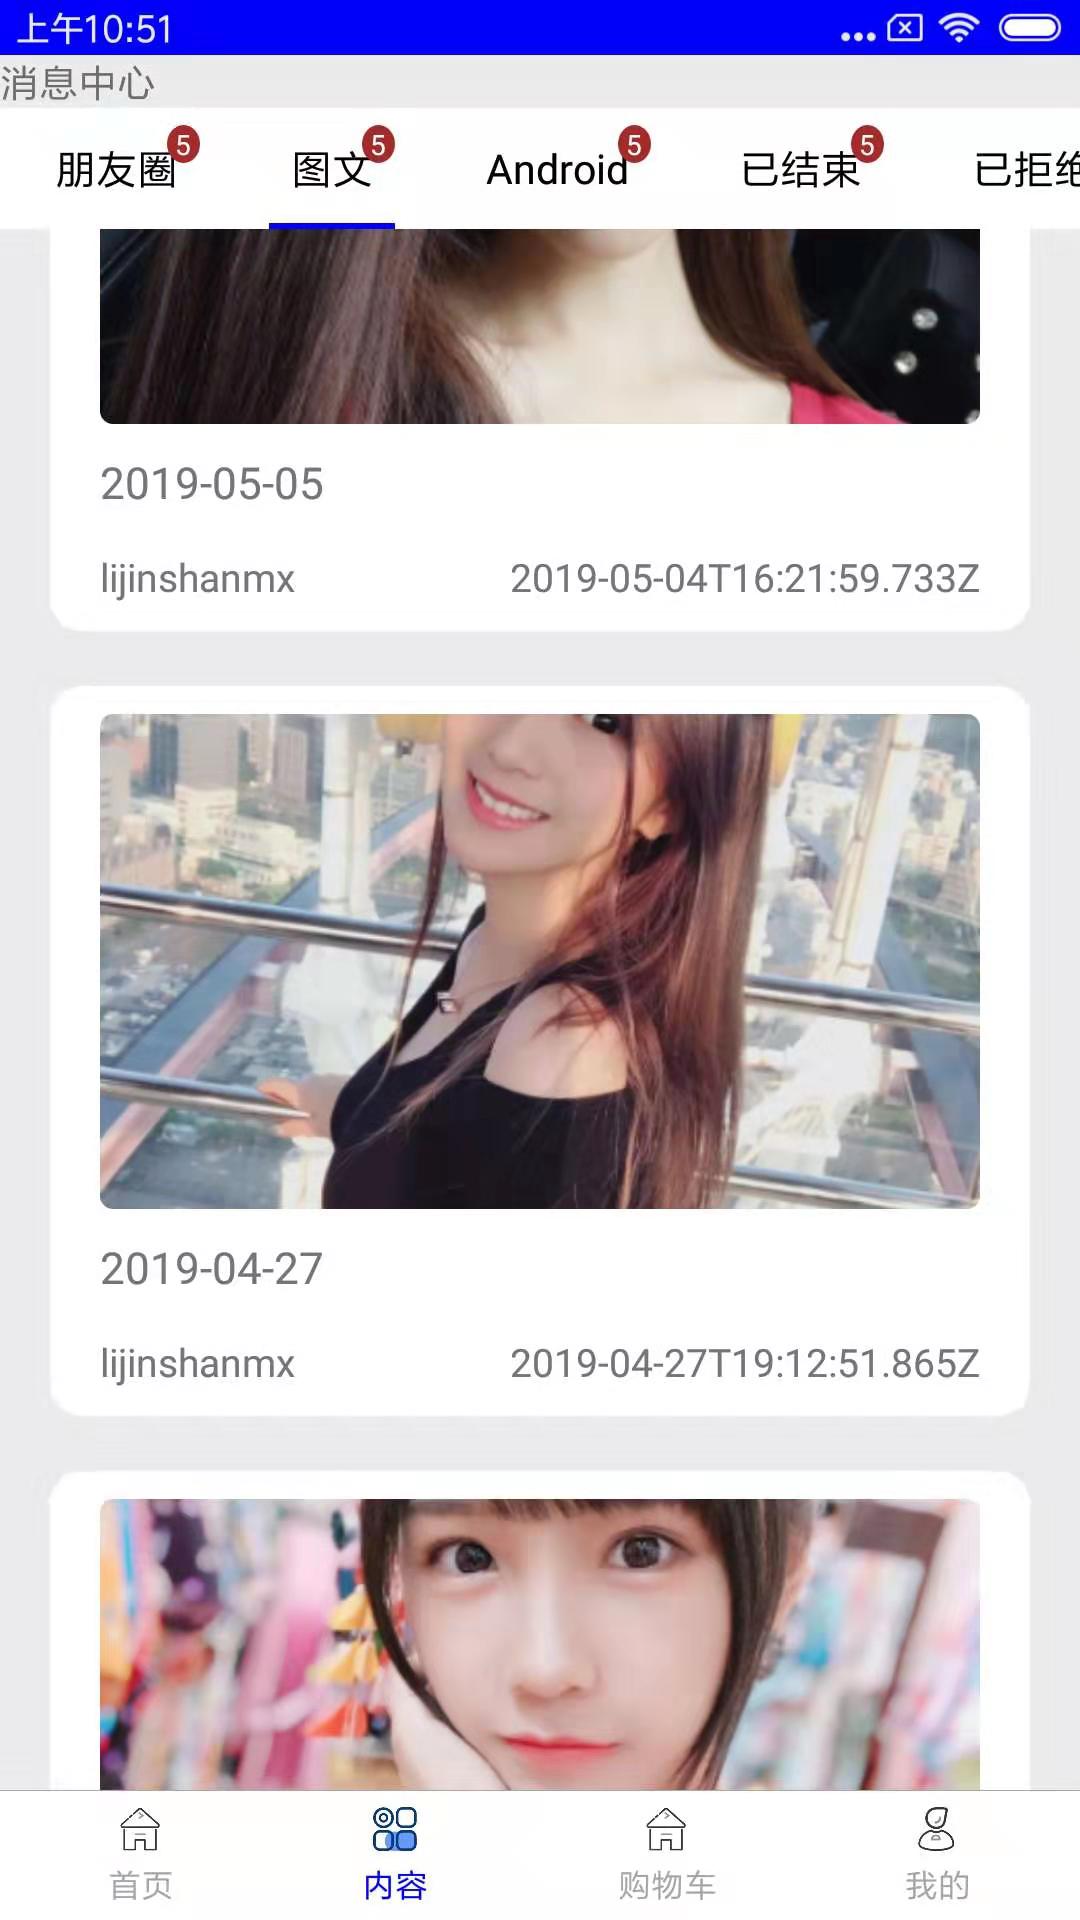 上午10:51
消息中心
朋友圈 5 图文 5 Android 5 已结束 5 已拒绝
2019-05-05
lijinshanmx 2019-05-04T16:21:59.733Z
2019-04-27
lijinshanmx 2019-04-27T19:12:51.865Z
首页 内容 购物车 我的